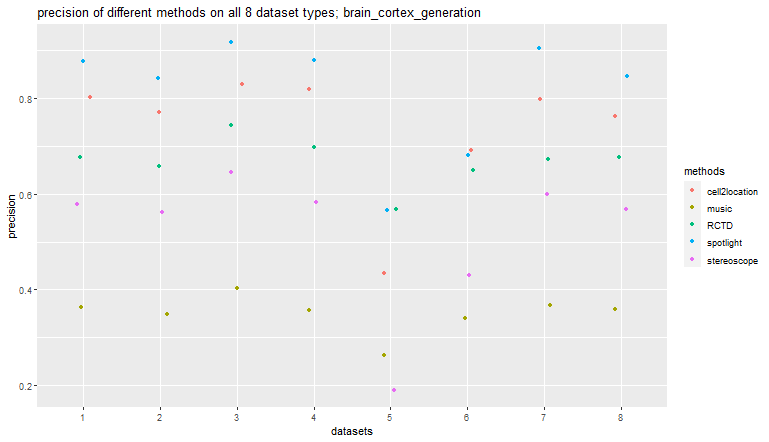 precision of different methods on all 8 dataset types; brain_cortex_generation
precision
0.8
0.6
0.4
0.2
1 2 3 4 5 6 7 8
datasets
methods
cell2location
music
RCTD
spotlight
stereoscope